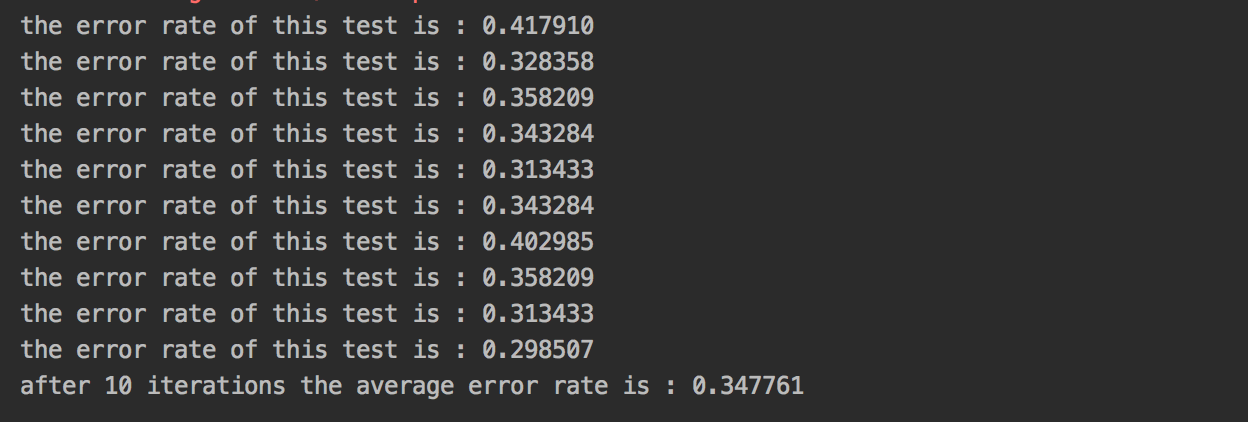 the error rate of this test is : 0.417910
the error rate of this test is : 0.328358
the error rate of this test is : 0.358209
the error rate of this test is : 0.343284
the error rate of this test is : 0.313433
the error rate of this test is : 0.343284
the error rate of this test is : 0.402985
the error rate of this test is : 0.358209
the error rate of this test is : 0.313433
the error rate of this test is : 0.298507
after 10 iterations the average error rate is : 0.347761